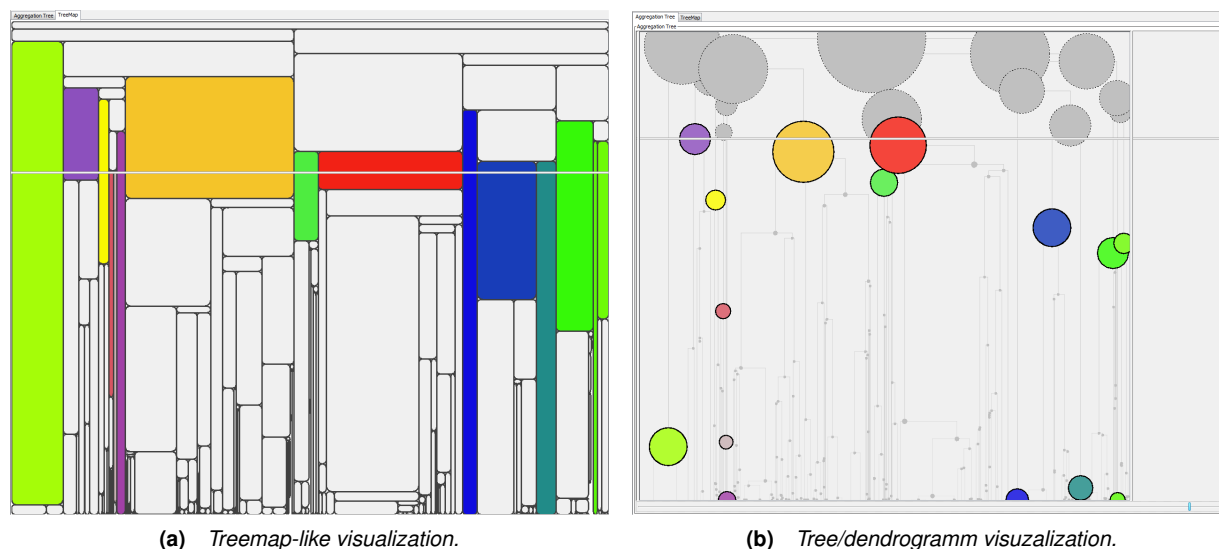 Aggregation Tree TreeMap
Aggregation Tree TreeMap
Aggregation Tree
(a) Treemap-like visualization.
(b) Tree/dendrogramm visuzalization.